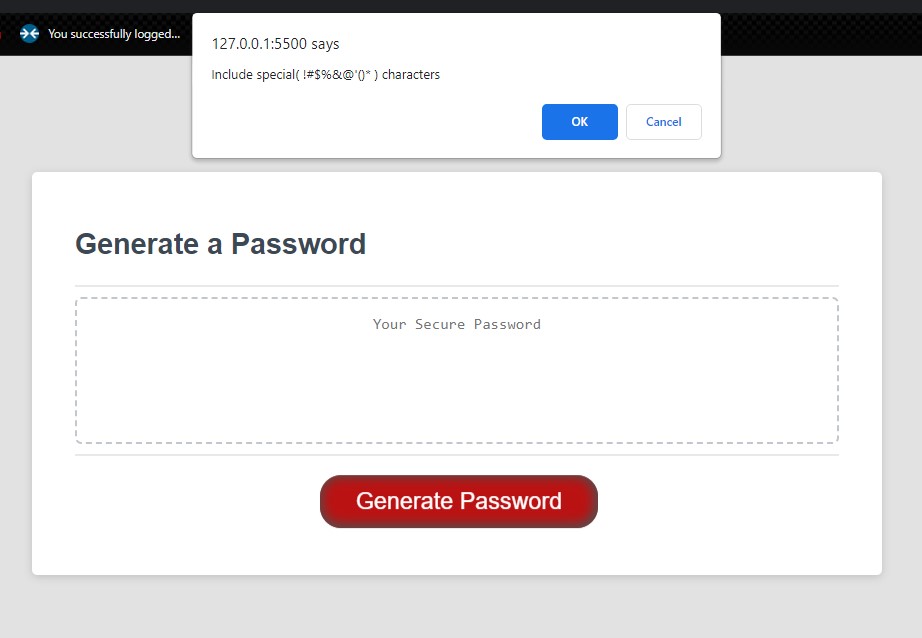 You successfully logged...
127.0.0.1:5500 says
Include special( !#$%&@'()* ) characters
OK
Cancel
Generate a Password
Your Secure Password
Generate Password